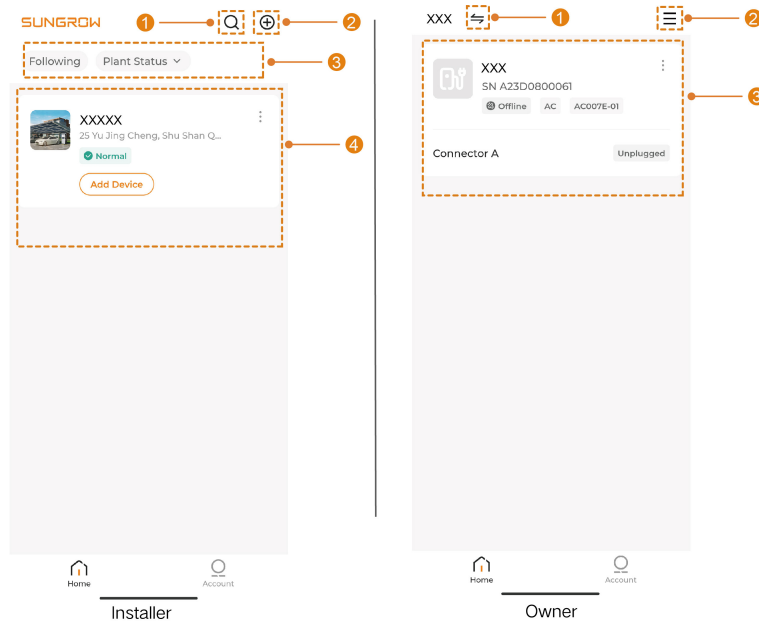 SUNGROW
1
2
Following
Plant Status
3
XXXXX
25 Yu Jing Cheng, Shu Shan Q...
Normal
Add Device
4
Home
Account
Installer
XXX
1
2
XXX
SN A23D0800061
Offline
AC
AC007E-01
3
Connector A
Unplugged
Home
Account
Owner